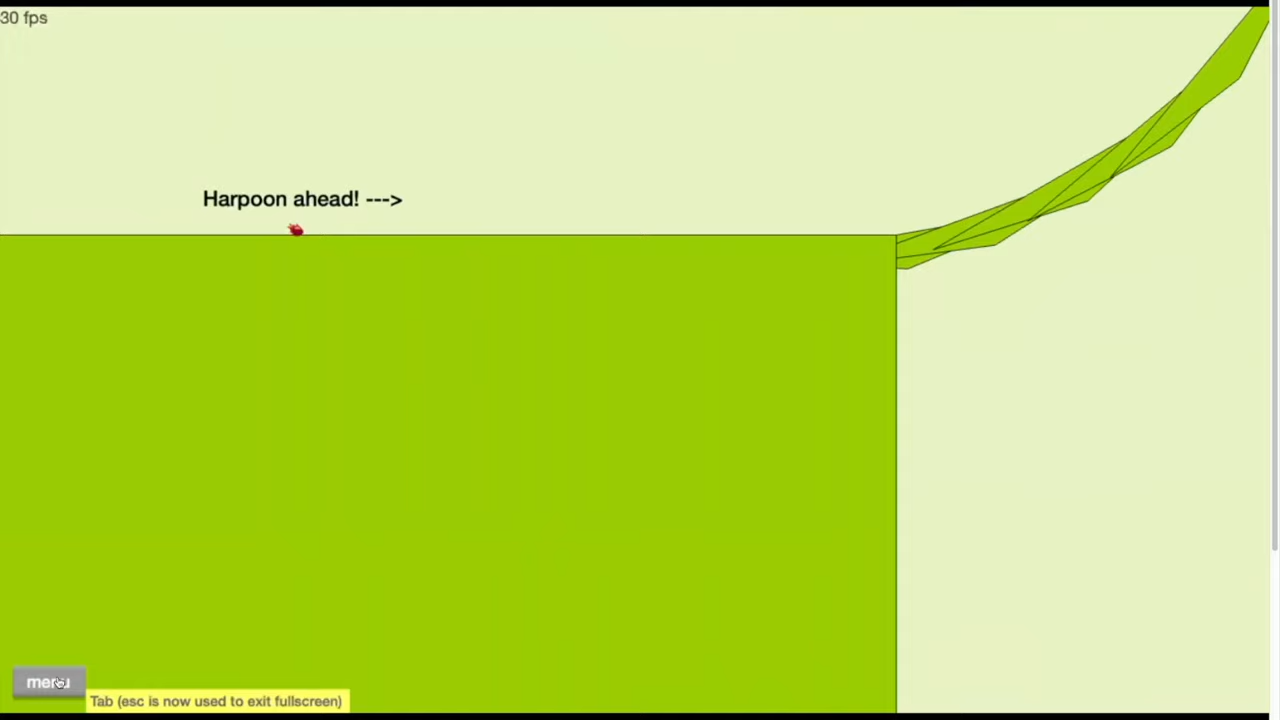 30 fps
Harpoon ahead! --->
menu
Tab (esc is now used to exit fullscreen)